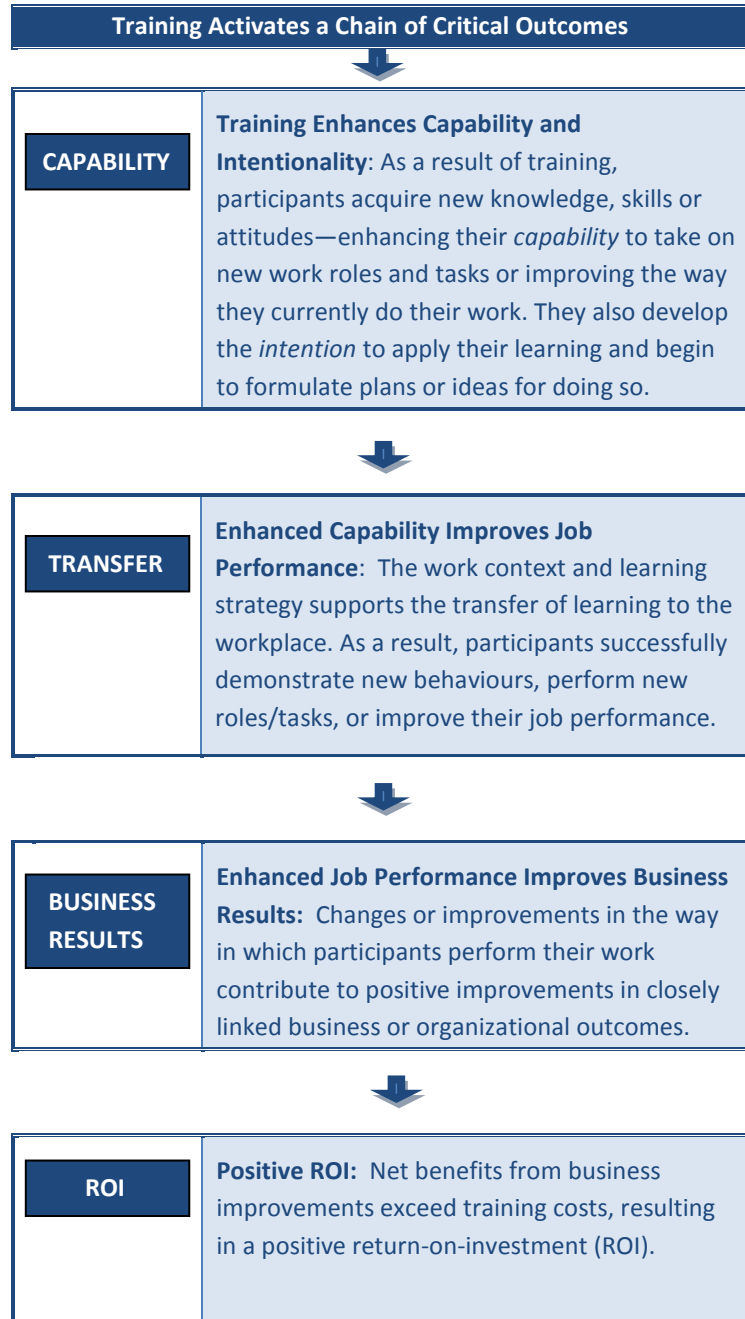 Training Activates a Chain of Critical Outcomes
CAPABILITY
Training Enhances Capability and
Intentionality: As a result of training,
participants acquire new knowledge, skills or
attitudes—enhancing their capability to take on
new work roles and tasks or improving the way
they currently do their work. They also develop
the intention to apply their learning and begin
to formulate plans or ideas for doing so.
TRANSFER
Enhanced Capability Improves Job
Performance: The work context and learning
strategy supports the transfer of learning to the
workplace. As a result, participants successfully
demonstrate new behaviours, perform new
roles/tasks, or improve their job performance.
BUSINESS
RESULTS
Enhanced Job Performance Improves Business
Results: Changes or improvements in the way
in which participants perform their work
contribute to positive improvements in closely
linked business or organizational outcomes.
ROI
Positive ROI: Net benefits from business
improvements exceed training costs, resulting
in a positive return-on-investment (ROI).